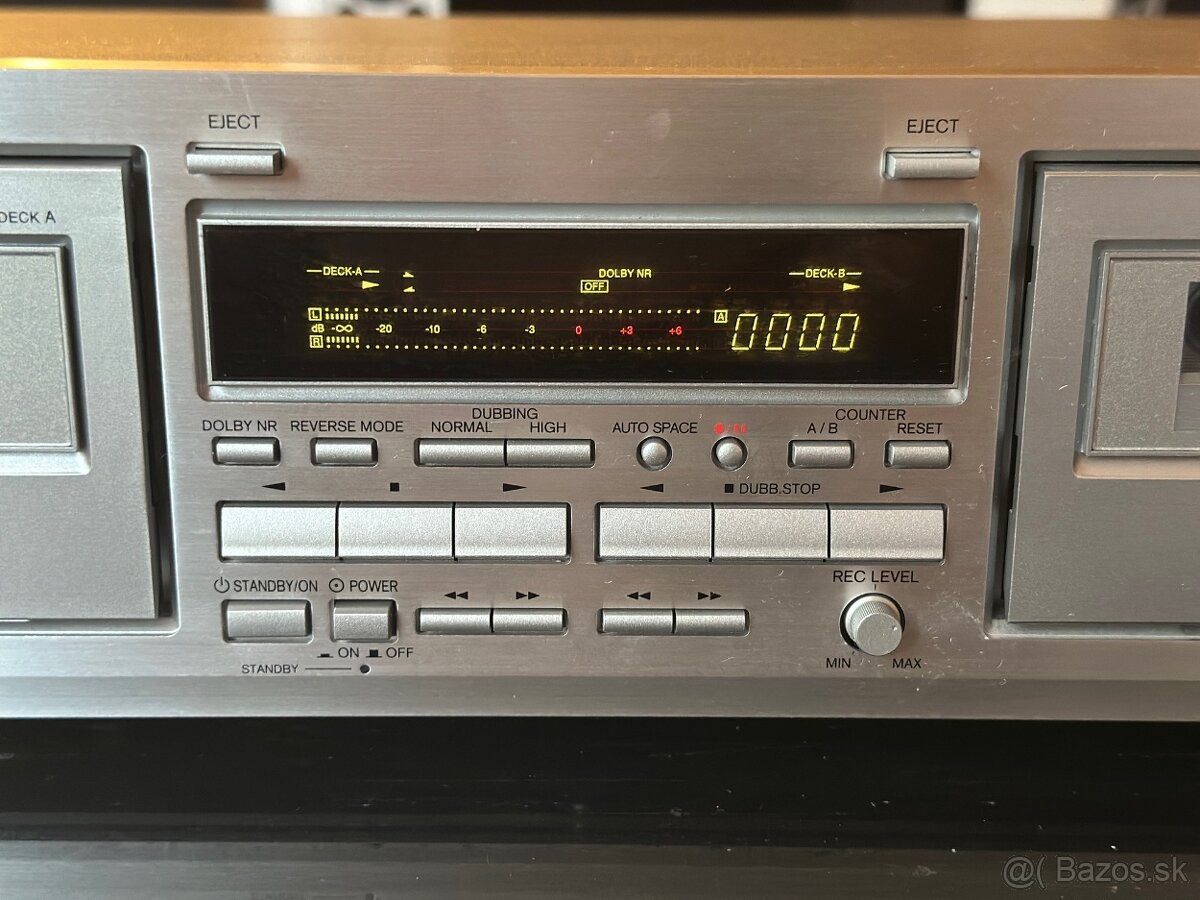 EJECT
EJECT
DECK A
DECK-A
DOLBY NR
DECK-B
OFF
L
dB -∞ -20 -10 -6 -3 0 +3 +6
R
A 0000
DUBBING
COUNTER
DOLBY NR REVERSE MODE NORMAL HIGH AUTO SPACE A / B RESET
DUBB.STOP
REC LEVEL
STANDBY/ON POWER
ON OFF
MIN MAX
STANDBY
@( Bazos.sk